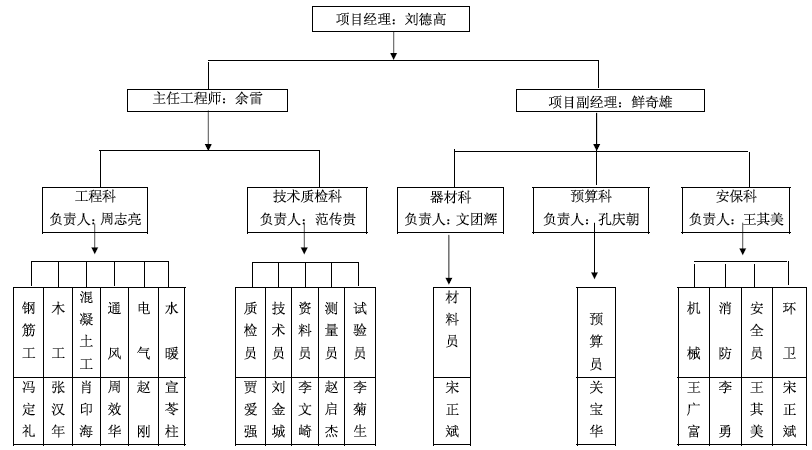 项目经理：刘德高
主任工程师：余雷
项目副经理：鲜奇雄
工程科
负责人：周志亮
技术质检科
负责人：范传贵
器材科
负责人：文团辉
预算科
负责人：孔庆朝
安保科
负责人：王其美
钢筋工
冯定礼
木工
张汉年
混凝土工
肖印海
通风
周效华
电气
赵刚
水暖
宣苓柱
质检员
贾爱强
技术员
刘金城
资料员
李文崎
测量员
赵启杰
试验员
李菊生
材料员
宋正斌
预算员
关宝华
机械
王广富
消防
李勇
安全员
王其美
环卫
宋正斌